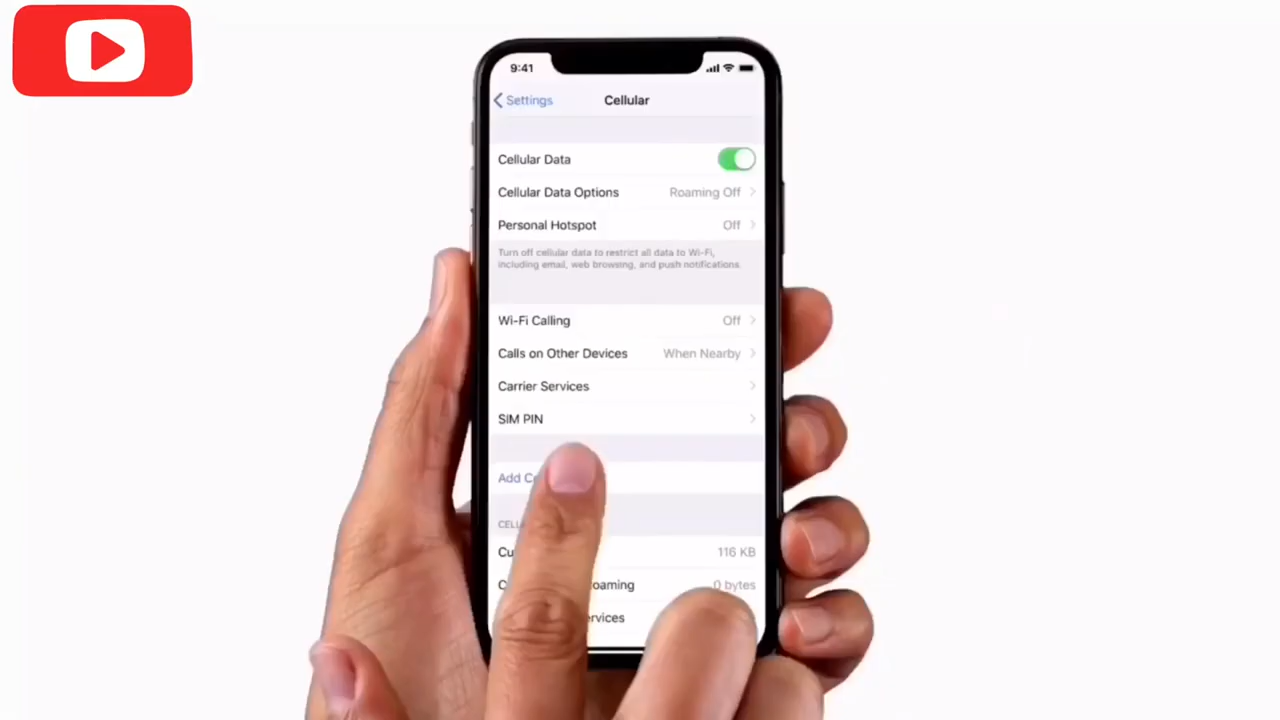 9:41
Settings
Cellular
Cellular Data
Cellular Data Options Roaming Off
Personal Hotspot Off
Turn off cellular data to restrict all data to Wi-Fi,
including email, web browsing, and push notifications.
Wi-Fi Calling Off
Calls on Other Devices When Nearby
Carrier Services
SIM PIN
Add
116 KB
0 bytes